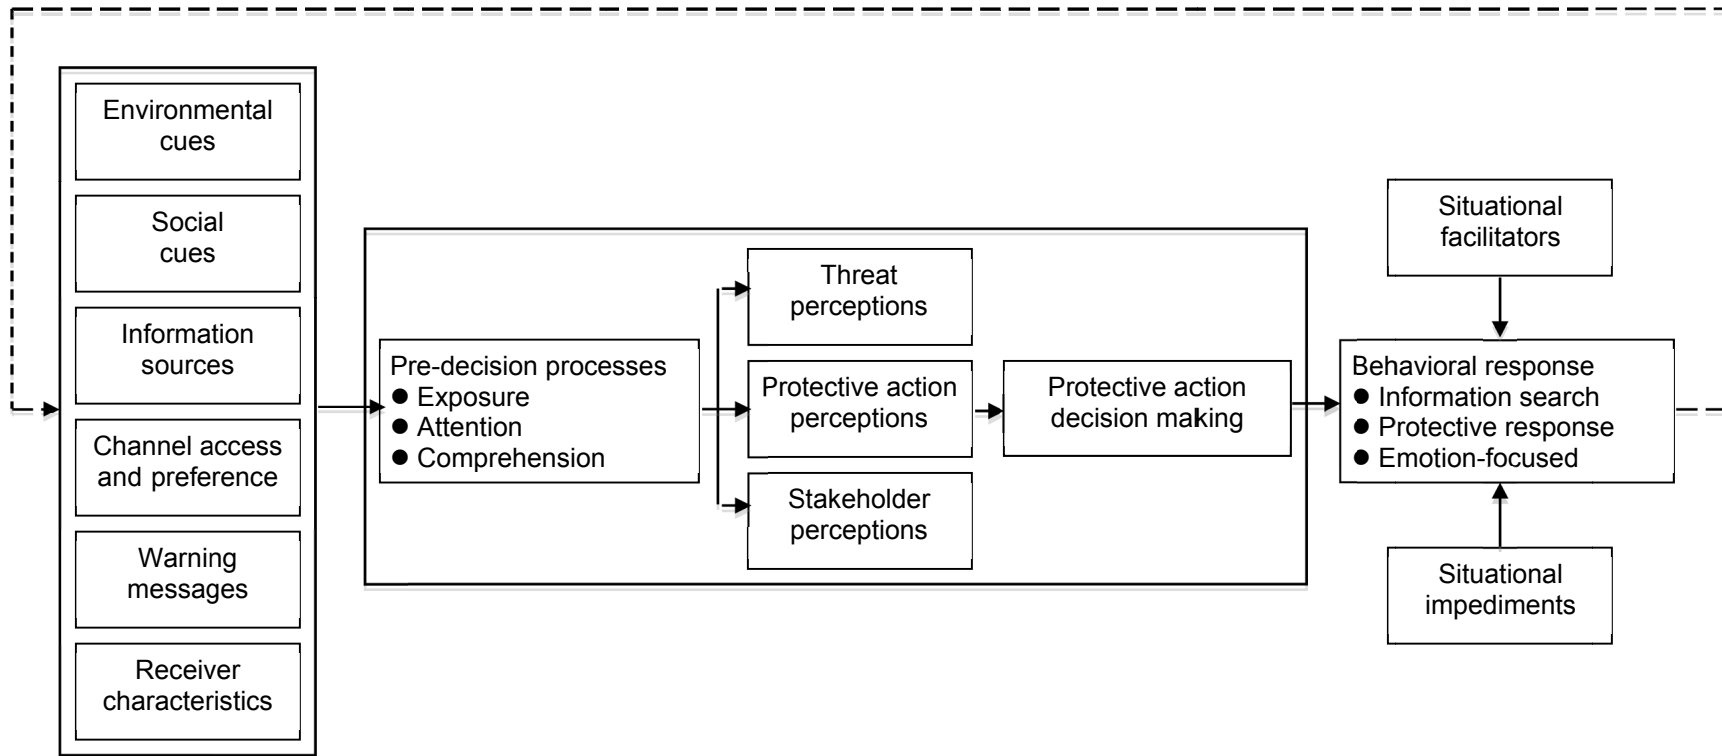 Environmental
cues
Social
cues
Information
sources
Channel access
and preference
Warning
messages
Receiver
characteristics
Pre-decision processes
● Exposure
● Attention
● Comprehension
Threat
perceptions
Protective action
perceptions
Stakeholder
perceptions
Protective action
decision making
Situational
facilitators
Behavioral response
● Information search
● Protective response
● Emotion-focused
Situational
impediments